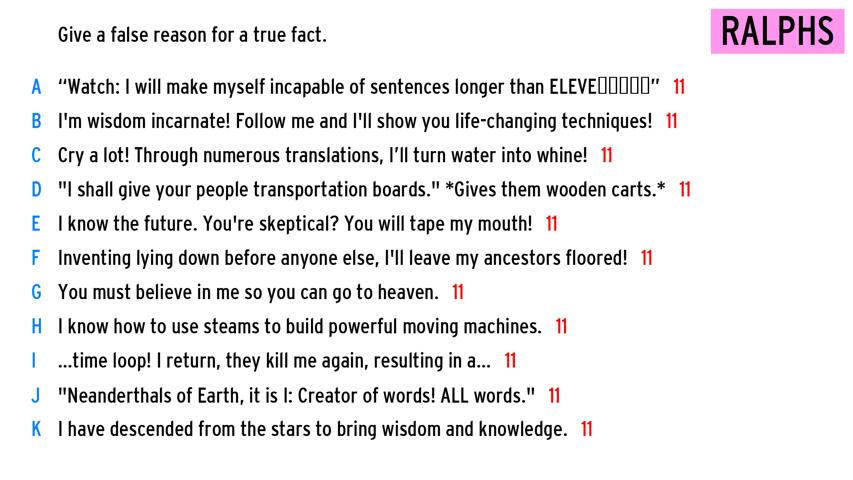 Give a false reason for a true fact.
RALPHS
A “Watch: I will make myself incapable of sentences longer than ELEVE▯▯▯▯▯” 11
B I'm wisdom incarnate! Follow me and I'll show you life-changing techniques! 11
C Cry a lot! Through numerous translations, I’ll turn water into whine! 11
D "I shall give your people transportation boards." *Gives them wooden carts.* 11
E I know the future. You're skeptical? You will tape my mouth! 11
F Inventing lying down before anyone else, I'll leave my ancestors floored! 11
G You must believe in me so you can go to heaven. 11
H I know how to use steams to build powerful moving machines. 11
I ...time loop! I return, they kill me again, resulting in a... 11
J "Neanderthals of Earth, it is I: Creator of words! ALL words." 11
K I have descended from the stars to bring wisdom and knowledge. 11